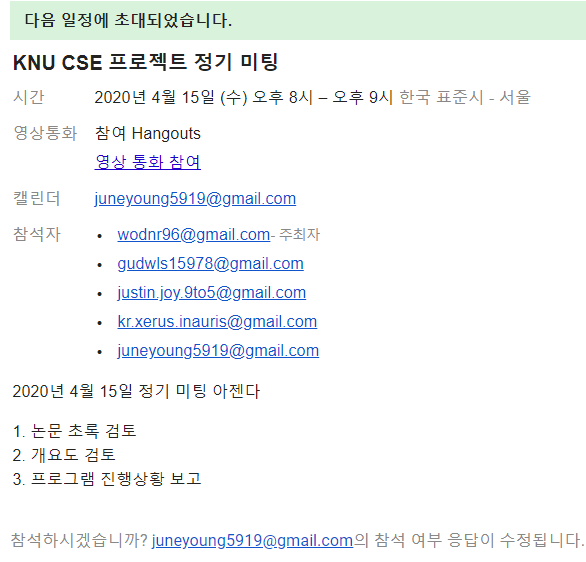 다음 일정에 초대되었습니다.
KNU CSE 프로젝트 정기 미팅
시간 2020년 4월 15일 (수) 오후 8시 – 오후 9시 한국 표준시 - 서울
영상통화 참여 Hangouts
영상 통화 참여
캘린더 juneyoung5919@gmail.com
참석자 • wodnr96@gmail.com- 주최자
• gudwls15978@gmail.com
• justin.joy.9to5@gmail.com
• kr.xerus.inauris@gmail.com
• juneyoung5919@gmail.com
2020년 4월 15일 정기 미팅 아젠다
1. 논문 초록 검토
2. 개요도 검토
3. 프로그램 진행상황 보고
참석하시겠습니까? juneyoung5919@gmail.com의 참석 여부 응답이 수정됩니다.